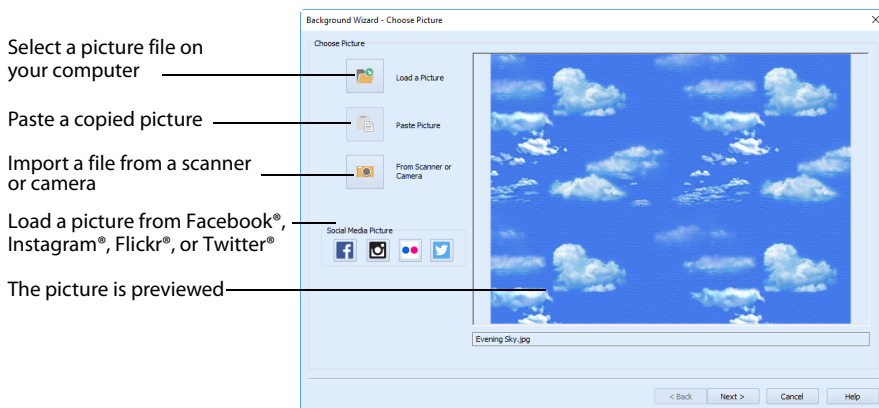 Background Wizard - Choose Picture
Choose Picture
Select a picture file on
your computer
Load a Picture
Paste a copied picture
Paste Picture
Import a file from a scanner
or camera
From Scanner or
Camera
Load a picture from Facebook®,
Instagram®, Flickr®, or Twitter®
Social Media Picture
The picture is previewed
Evening Sky.jpg
< Back
Next >
Cancel
Help